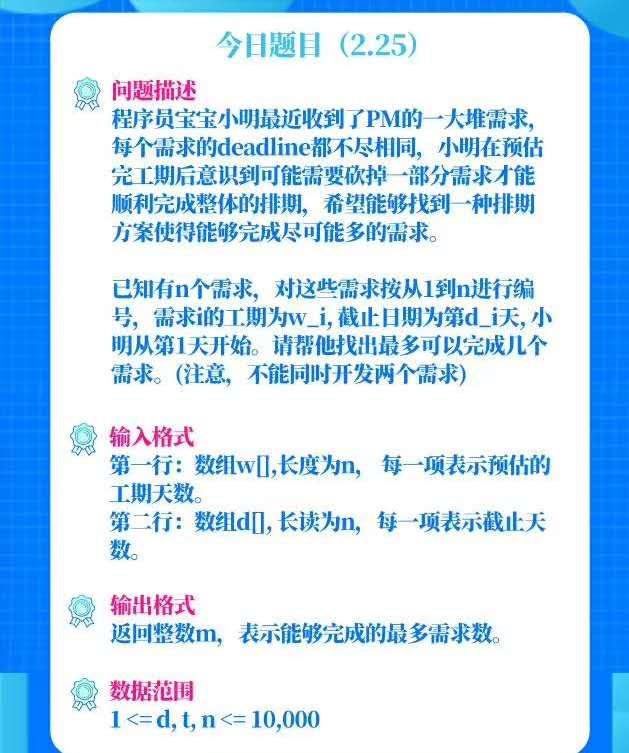 今日题目（2.25）
问题描述
程序员宝宝小明最近收到了PM的一大堆需求,
每个需求的deadline都不尽相同，小明在预估
完工期后意识到可能需要砍掉一部分需求才能
顺利完成整体的排期，希望能够找到一种排期
方案使得能够完成尽可能多的需求。
已知有n个需求，对这些需求按从1到n进行编
号，需求i的工期为w_i, 截止日期为第d_i天, 小
明从第1天开始。请帮他找出最多可以完成几个
需求。(注意，不能同时开发两个需求)
输入格式
第一行：数组w[],长度为n， 每一项表示预估的
工期天数。
第二行：数组d[], 长读为n，每一项表示截止天
数。
输出格式
返回整数m，表示能够完成的最多需求数。
数据范围
1 <= d, t, n <= 10,000